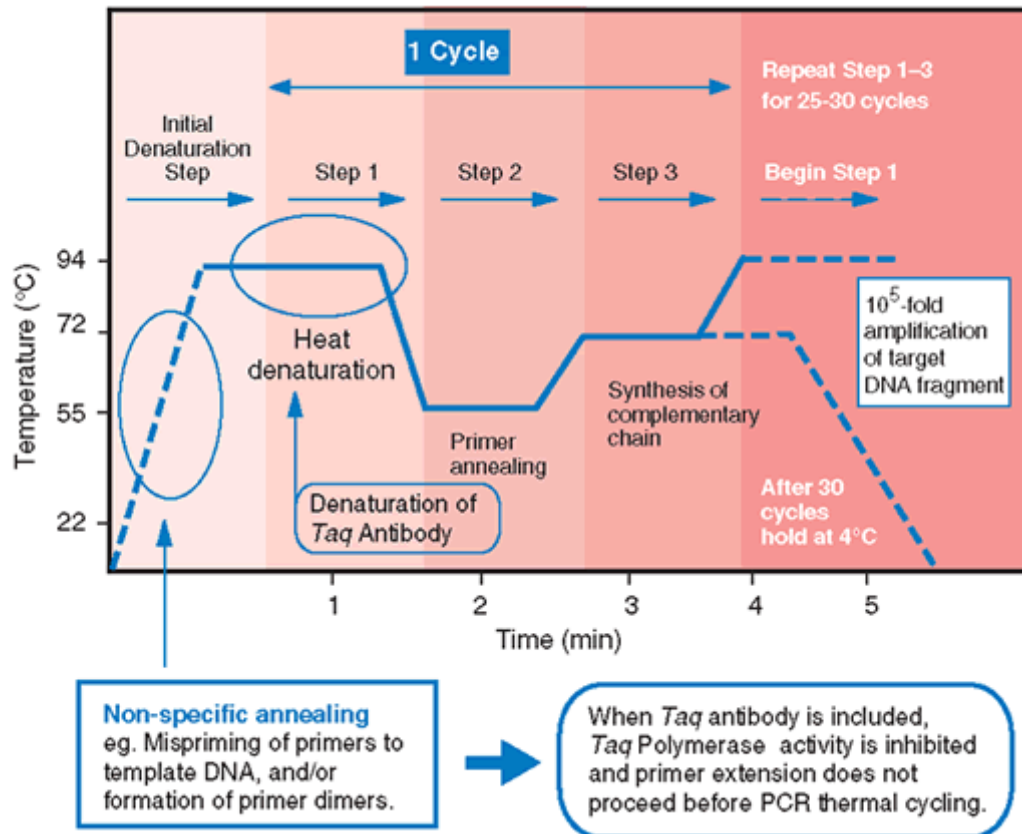 1 Cycle
Repeat Step 1–3
for 25-30 cycles
Initial
Denaturation
Step
Step 1
Step 2
Step 3
Begin Step 1
Temperature (°C)
94
72
55
22
Heat
denaturation
Denaturation of
Taq Antibody
Primer
annealing
Synthesis of
complementary
chain
10⁵-fold
amplification
of target
DNA fragment
After 30
cycles
hold at 4°C
1
2
3
4
5
Time (min)
Non-specific annealing
eg. Mispriming of primers to
template DNA, and/or
formation of primer dimers.
When Taq antibody is included,
Taq Polymerase activity is inhibited
and primer extension does not
proceed before PCR thermal cycling.